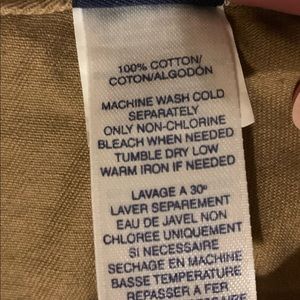 100% COTTON/
COTON/ALGODÓN
MACHINE WASH COLD
SEPARATELY
ONLY NON-CHLORINE
BLEACH WHEN NEEDED
TUMBLE DRY LOW
WARM IRON IF NEEDED
LAVAGE A 30º
LAVER SEPAREMENT
EAU DE JAVEL NON
CHLOREE UNIQUEMENT
SI NECESSAIRE
SECHAGE EN MACHINE
BASSE TEMPERATURE
REPASSER A FER